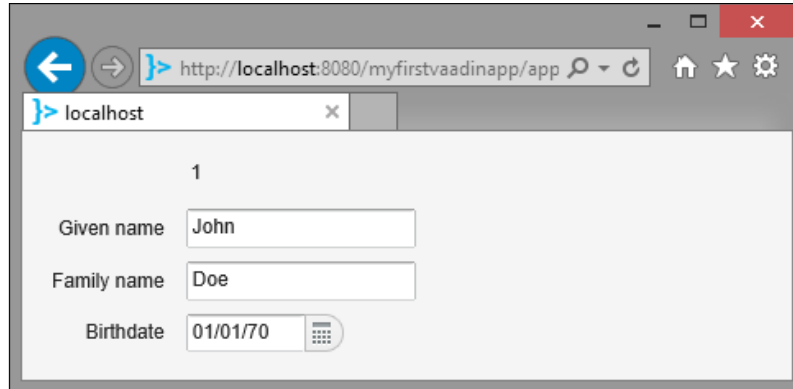 http://localhost:8080/myfirstvaadinapp/app
localhost
1
Given name John
Family name Doe
Birthdate 01/01/70